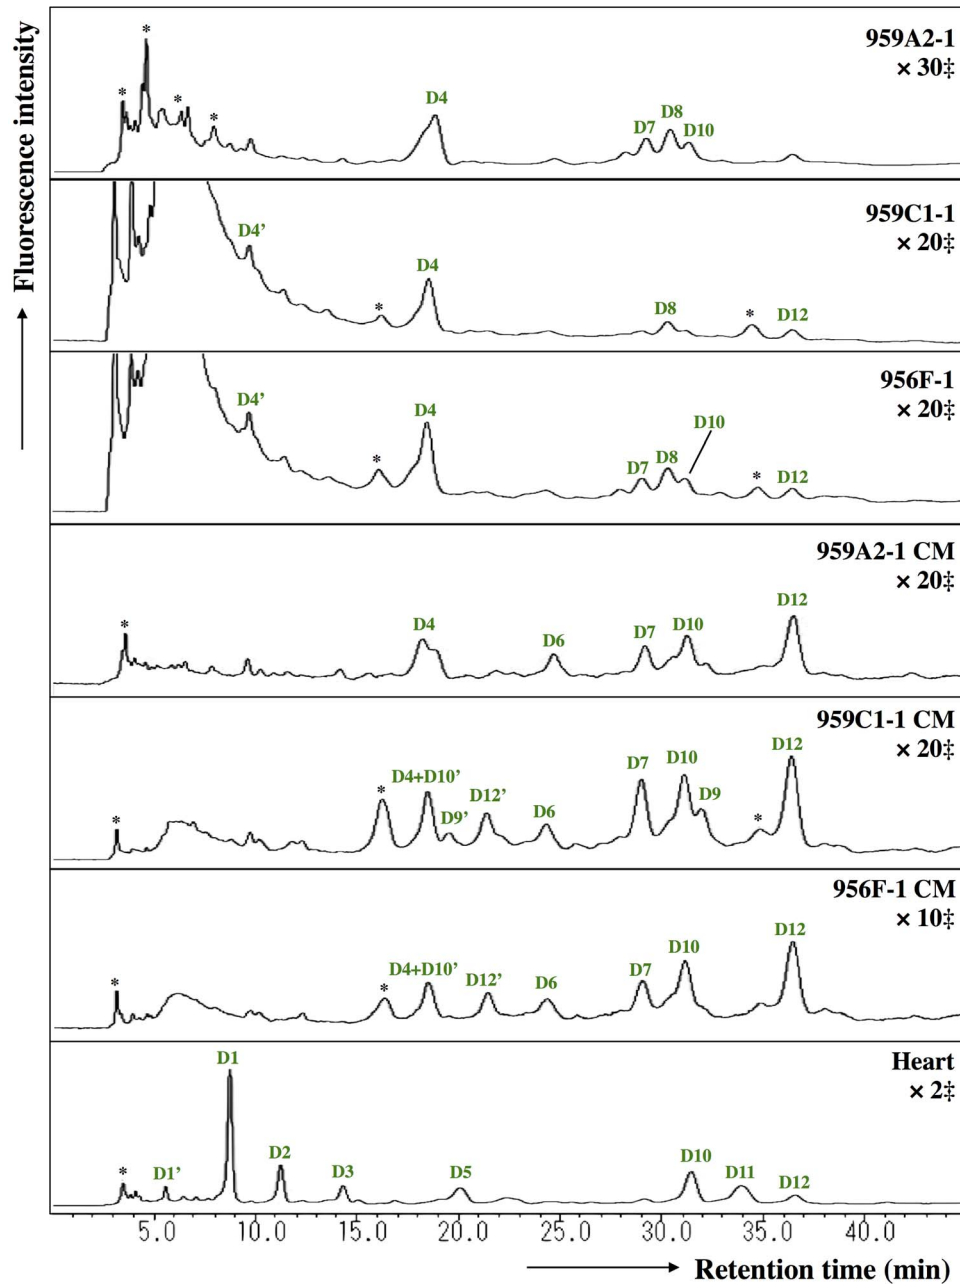 Fluorescence intensity
959A2-1
× 30‡
* * * *
D4 D7 D8 D10
959C1-1
× 20‡
D4’ * D4 D8 * D12
956F-1
× 20‡
D4’ * D4 D7 D8 D10 * D12
959A2-1 CM
× 20‡
* D4 D6 D7 D10 D12
959C1-1 CM
× 20‡
* * D4+D10’ D9’ D12’ D6 D7 D10 D9 * D12
956F-1 CM
× 10‡
* * D4+D10’ D12’ D6 D7 D10 D12
Heart
× 2‡
* D1’ D1 D2 D3 D5 D10 D11 D12
5.0 10.0 15.0 20.0 25.0 30.0 35.0 40.0
Retention time (min)